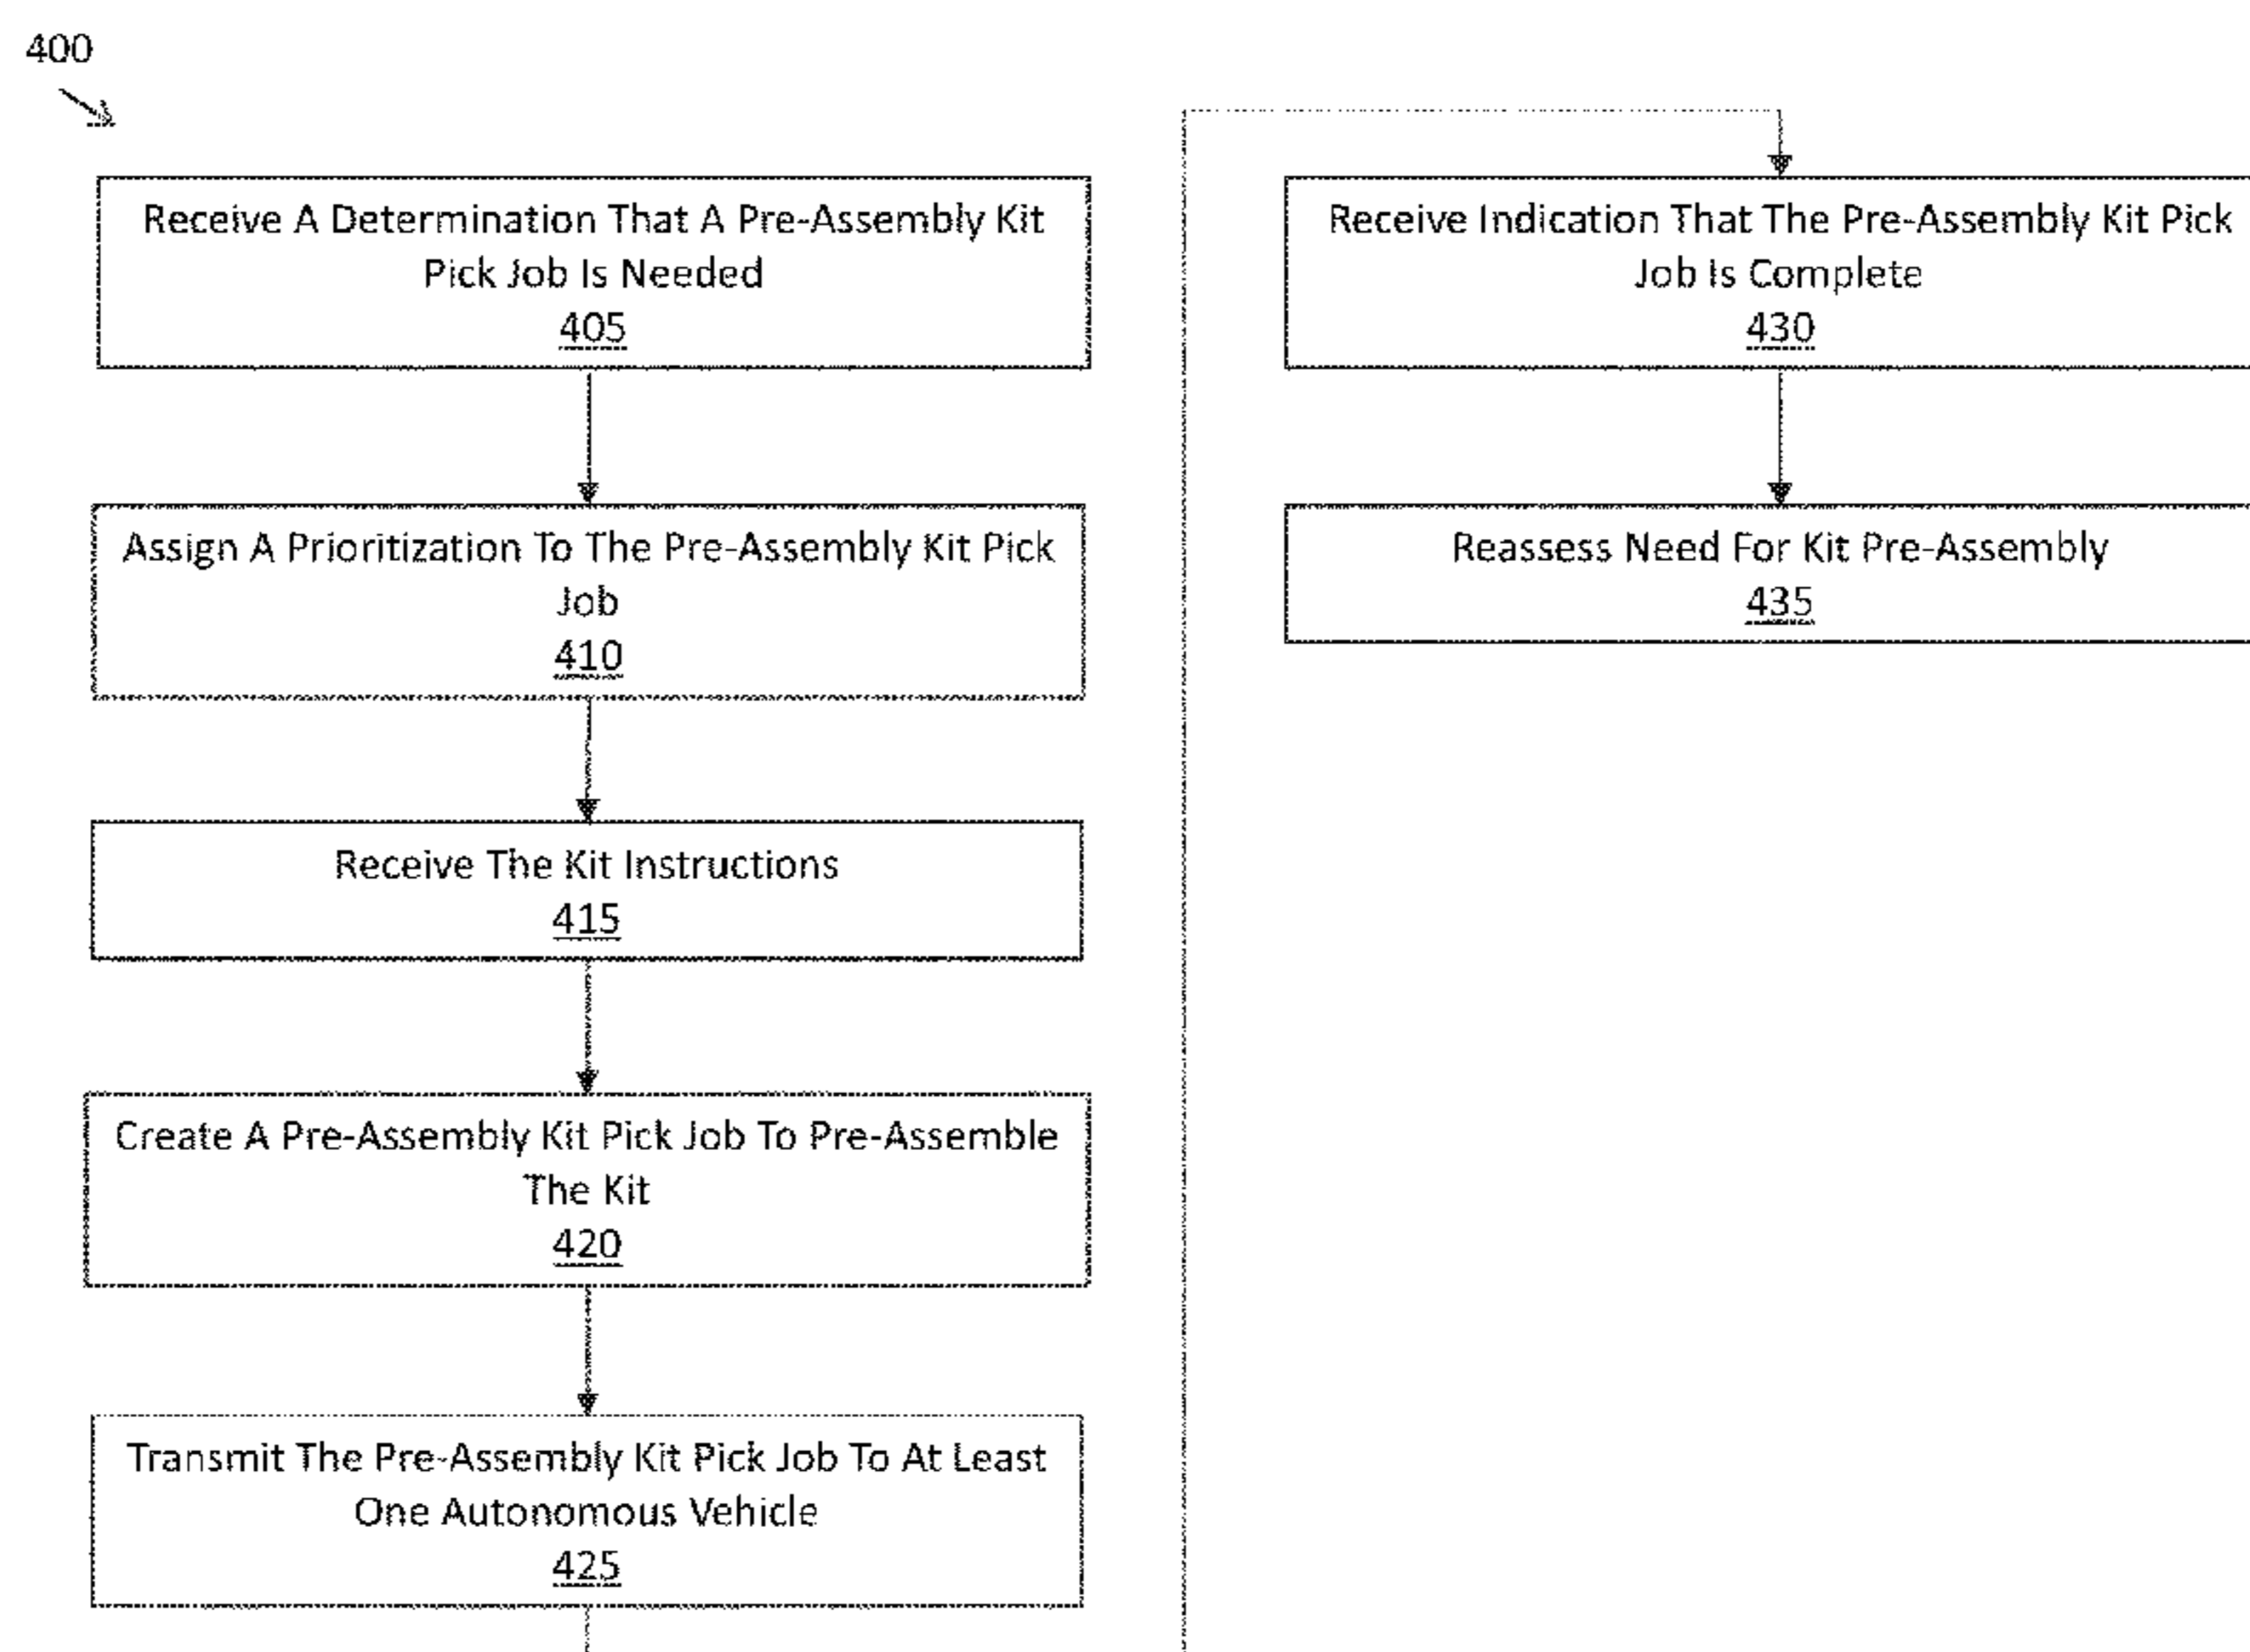 400
Receive A Determination That A Pre-Assembly Kit
Pick Job Is Needed
405
Assign A Prioritization To The Pre-Assembly Kit Pick
Job
410
Receive The Kit Instructions
415
Create A Pre-Assembly Kit Pick Job To Pre-Assemble
The Kit
420
Transmit The Pre-Assembly Kit Pick Job To At Least
One Autonomous Vehicle
425
Receive Indication That The Pre-Assembly Kit Pick
Job Is Complete
430
Reassess Need For Kit Pre-Assembly
435